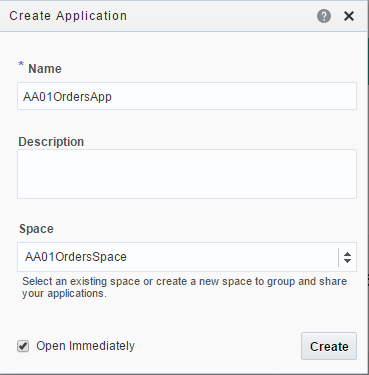 Create Application
* Name
AA01OrdersApp
Description
Space
AA01OrdersSpace
Select an existing space or create a new space to group and share
your applications.
Open Immediately
Create